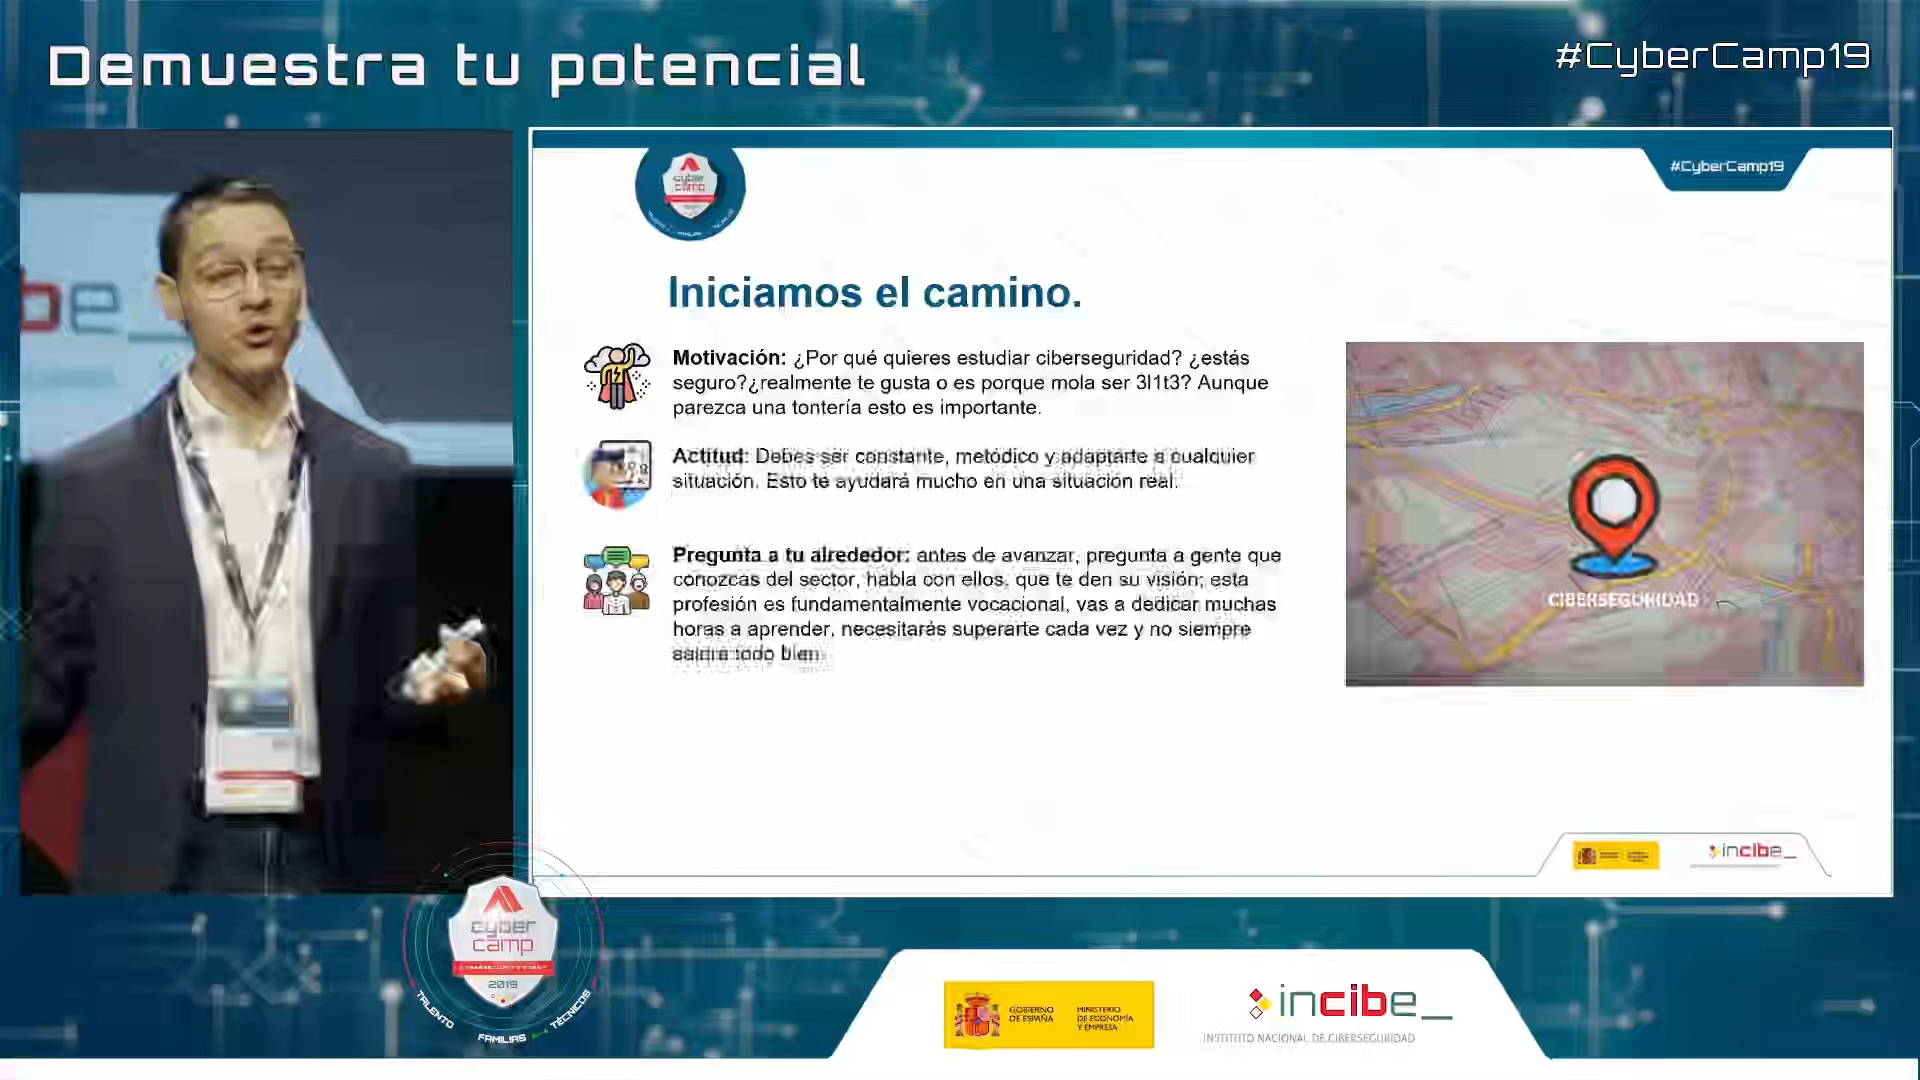 Demuestra tu potencial
#CyberCamp19
be_
#CyberCamp19
cyber
camp
Iniciamos el camino.
Motivación: ¿Por qué quieres estudiar ciberseguridad? ¿estás
seguro?¿realmente te gusta o es porque mola ser 3l1t3? Aunque
parezca una tontería esto es importante.
Actitud: Debes ser constante, metódico y adaptarte a cualquier
situación. Esto te ayudará mucho en una situación real.
Pregunta a tu alrededor: antes de avanzar, pregunta a gente que
conozcas del sector, habla con ellos, que te den su visión; esta
profesión es fundamentalmente vocacional, vas a dedicar muchas
horas a aprender, necesitarás superarte cada vez y no siempre
saldrá todo bien.
CIBERSEGURIDAD
incibe_
cyber
camp
CYBERSECURITY EVENT
2019
TALENTO
FAMILIAS
TÉCNICOS
GOBIERNO
DE ESPAÑA
MINISTERIO
DE ECONOMÍA
Y EMPRESA
incibe_
INSTITUTO NACIONAL DE CIBERSEGURIDAD